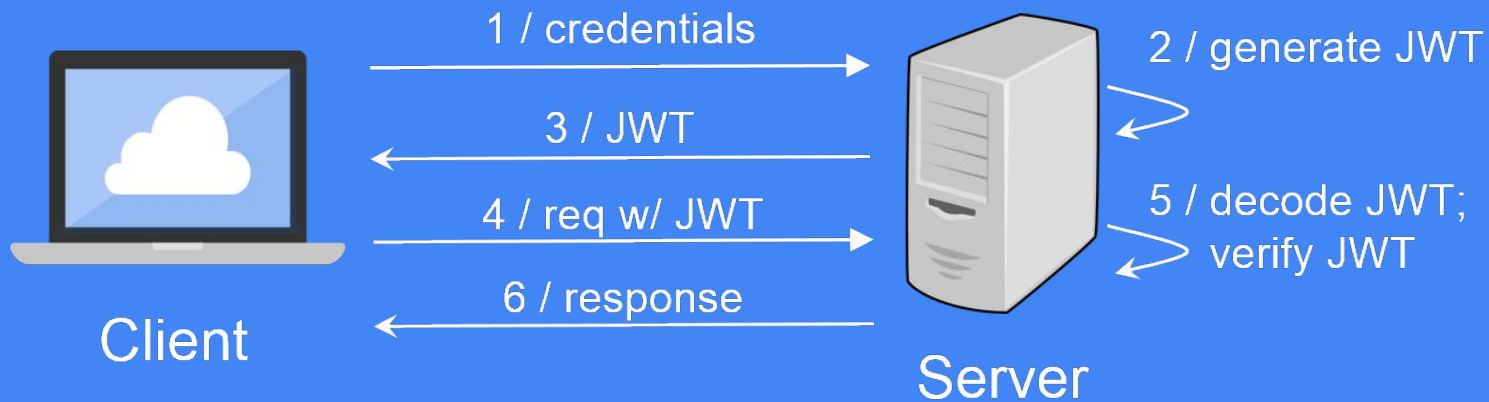 1 / credentials
2 / generate JWT
3 / JWT
4 / req w/ JWT
5 / decode JWT;
verify JWT
6 / response
Client
Server